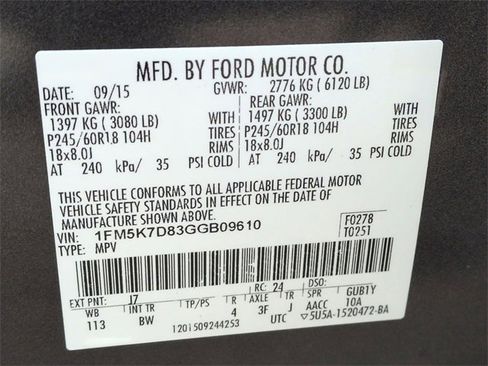 MFD. BY FORD MOTOR CO.
DATE: 09/15 GVWR: 2776 KG ( 6120 LB)
FRONT GAWR: REAR GAWR:
1397 KG ( 3080 LB) WITH 1497 KG ( 3300 LB) WITH
P245/60R18 104H TIRES P245/60R18 104H TIRES
18x8.0J RIMS 18x8.0J RIMS
AT 240 kPa/ 35 PSI COLD AT 240 kPa/ 35 PSI COLD
THIS VEHICLE CONFORMS TO ALL APPLICABLE FEDERAL MOTOR
VEHICLE SAFETY STANDARDS IN EFFECT ON THE DATE OF
MANUFACTURE SHOWN ABOVE.
VIN: 1FM5K7D83GGB09610 F0278
TYPE: MPV T0251
EXT PNT: J7 RC: 24 DSO:
WB INT TR TP/PS R AXLE TR SPR GUB1Y
113 BW 4 3F J AACC 10A
1201509244253 UTC ▽5U5A-1520472-BA